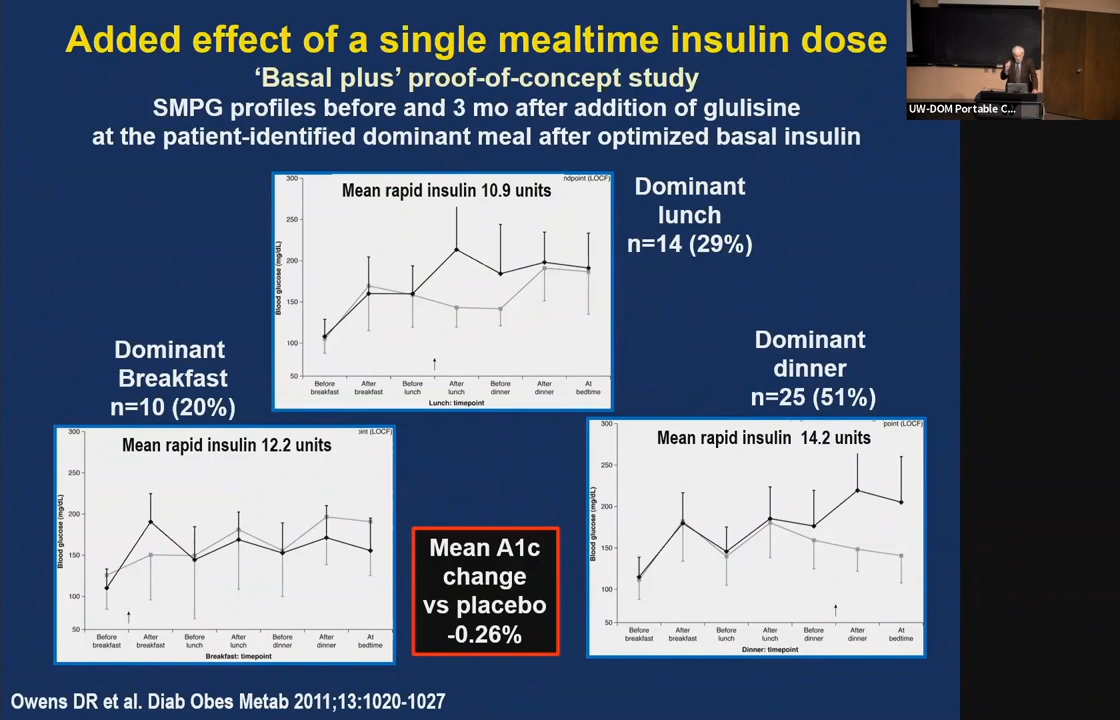 Added effect of a single mealtime insulin dose
‘Basal plus’ proof-of-concept study
SMPG profiles before and 3 mo after addition of glulisine
at the patient-identified dominant meal after optimized basal insulin
UW-DOM Portable C...
ndpoint (LOCF)
Mean rapid insulin 10.9 units
300
250
200
150
100
50
Blood glucose (mg/dL)
Before breakfast
After breakfast
Before lunch
After lunch
Before dinner
After dinner
At bedtime
Lunch: timepoint
Dominant
lunch
n=14 (29%)
Dominant
Breakfast
n=10 (20%)
int (LOCF)
Mean rapid insulin 12.2 units
300
250
200
150
100
50
Blood glucose (mg/dL)
Before breakfast
After breakfast
Before lunch
After lunch
Before dinner
After dinner
At bedtime
Breakfast: timepoint
Mean A1c
change
vs placebo
-0.26%
Dominant
dinner
n=25 (51%)
point (LOCF)
Mean rapid insulin 14.2 units
300
250
200
150
100
50
Blood glucose (mg/dL)
Before breakfast
After breakfast
Before lunch
After lunch
Before dinner
After dinner
At bedtime
Dinner: timepoint
Owens DR et al. Diab Obes Metab 2011;13:1020-1027